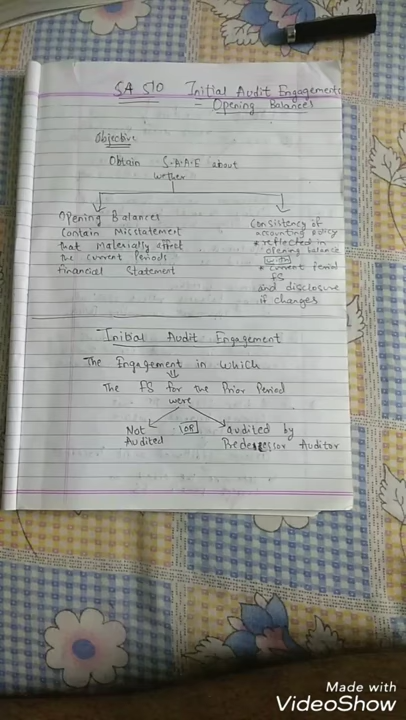 SA 510 Initial Audit Engagements
- Opening Balances
Objective
Obtain S.A.A.E about
wether
Opening Balances
Contain Misstatement
that materially affect
the current Periods
Financial Statement
Consistency of
accounting policy
* reflected in
opening balance
with
* current Period
FS
and disclosure
if changes
Initial Audit Engagement
The Engagement in which
The FS for the Prior Period
were
Not
Audited
OR
audited by
Predecessor Auditor
Made with
VideoShow